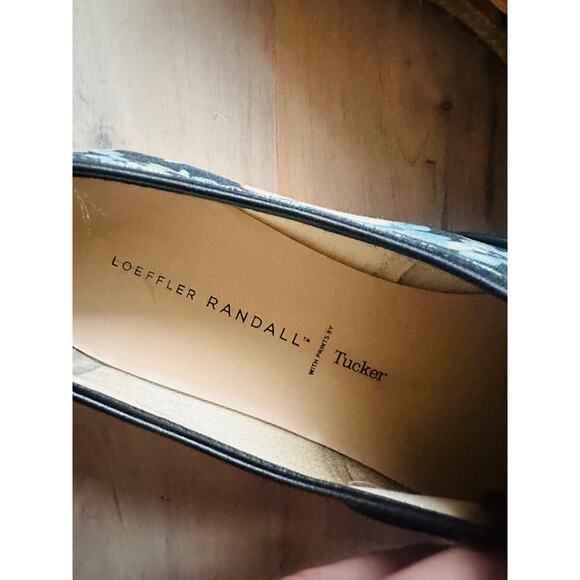 LOEFFLER RANDALL™
WITH PRINTS BY
Tucker